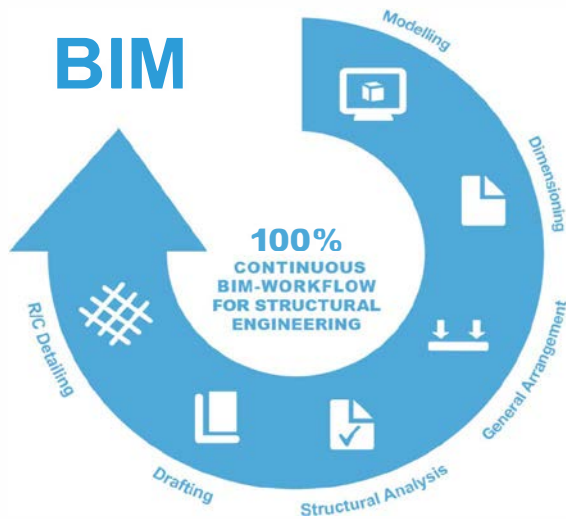 BIM
Modelling
Dimensioning
General Arrangement
Structural Analysis
Drafting
R/C Detailing
100%
CONTINUOUS
BIM-WORKFLOW
FOR STRUCTURAL
ENGINEERING